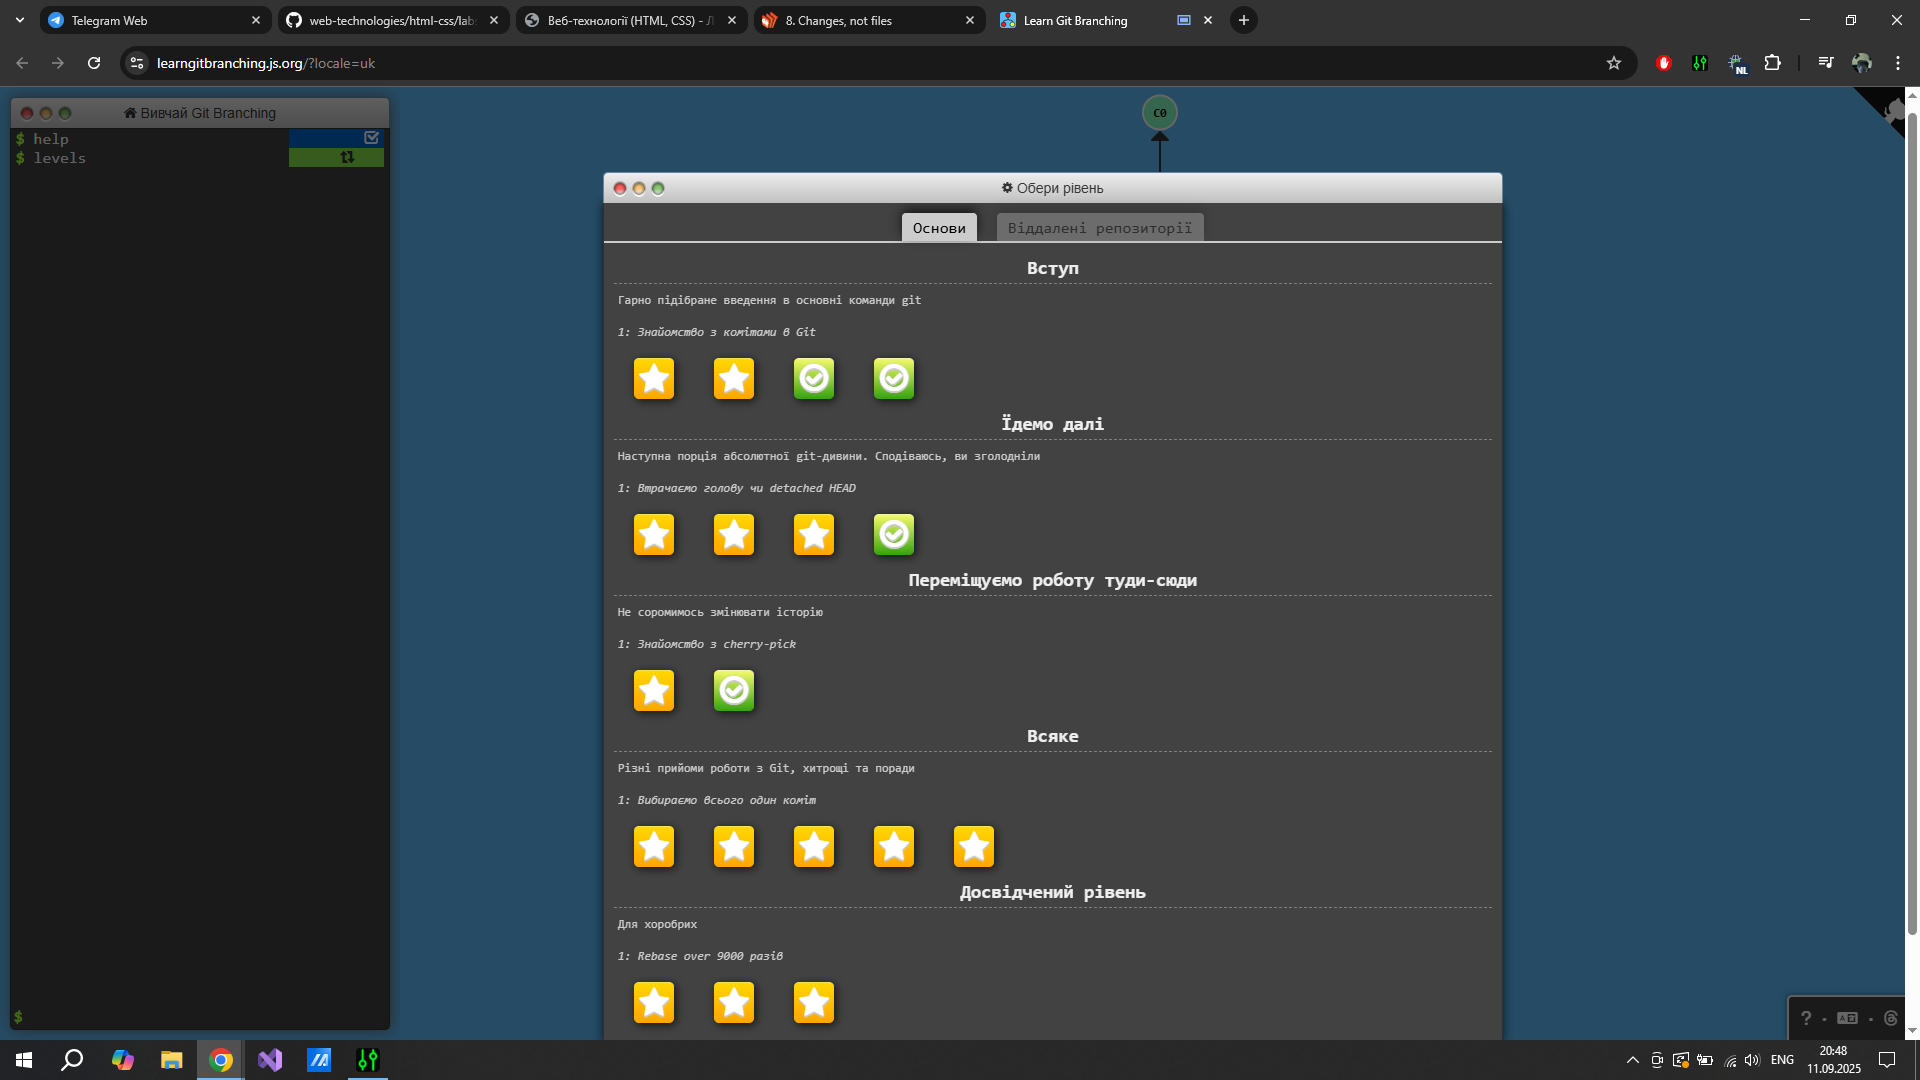 Telegram Web
web-technologies/html-css/lab
Веб-технології (HTML, CSS) - Л
8. Changes, not files
Learn Git Branching
learngitbranching.js.org/?locale=uk
NL
Вивчай Git Branching
$ help
$ levels
$
C0
Обери рівень
Основи
Віддалені репозиторії
Вступ
Гарно підібране введення в основні команди git
1: Знайомство з комітами в Git
Їдемо далі
Наступна порція абсолютної git-дивини. Сподіваюсь, ви зголодніли
1: Втрачаємо голову чи detached HEAD
Переміщуємо роботу туди-сюди
Не соромимось змінювати історію
1: Знайомство з cherry-pick
Всяке
Різні прийоми роботи з Git, хитрощі та поради
1: Вибираємо всього один коміт
Досвідчений рівень
Для хоробрих
1: Rebase over 9000 разів
?
ENG
20:48
11.09.2025